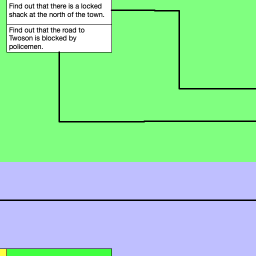 Find out that there is a locked
shack at the north of the town.
Find out that the road to
Twoson is blocked by
policemen.